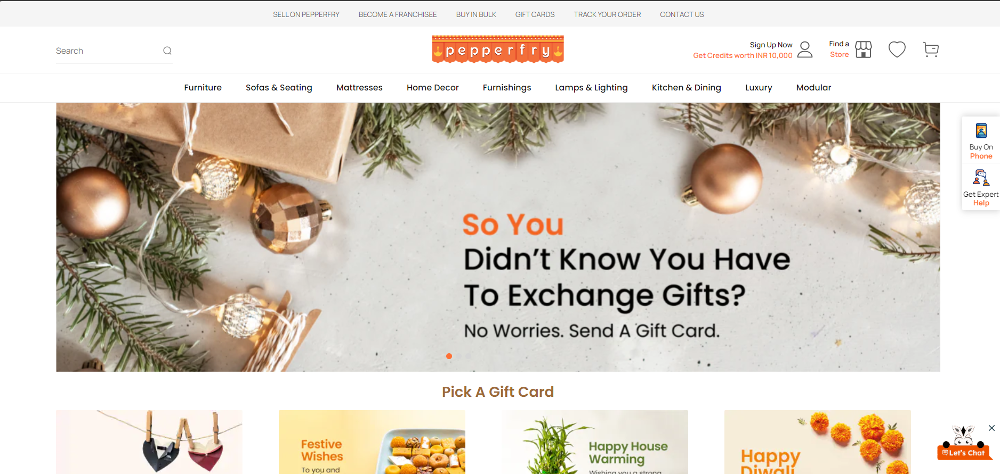 SELL ON PEPPERFRY BECOME A FRANCHISEE BUY IN BULK GIFT CARDS TRACK YOUR ORDER CONTACT US
Search
pepperfry
Sign Up Now
Get Credits worth INR 10,000
Find a
Store
Furniture Sofas & Seating Mattresses Home Decor Furnishings Lamps & Lighting Kitchen & Dining Luxury Modular
So You
Didn't Know You Have
To Exchange Gifts?
No Worries. Send A Gift Card.
Buy On
Phone
Get Expert
Help
Pick A Gift Card
Festive
Wishes
To you and
Happy House
Warming
Wishing you a strong
Happy
Diwali
Let's Chat